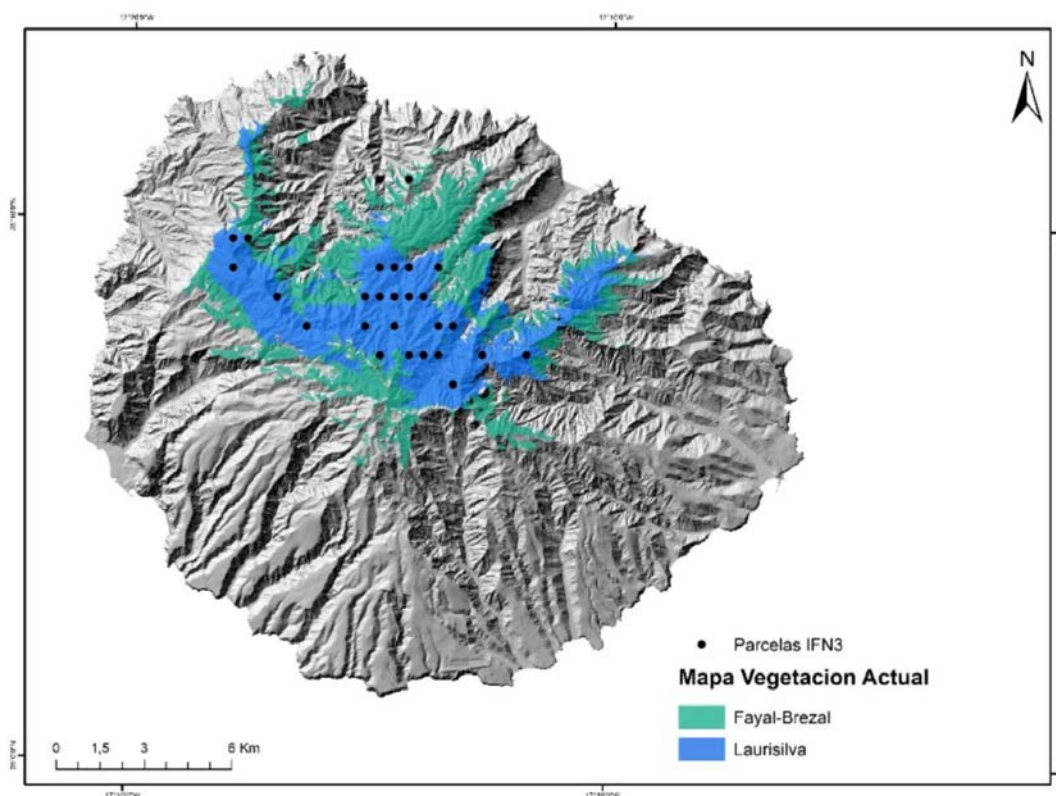 N
Parcelas IFN3
Mapa Vegetacion Actual
Fayal-Brezal
Laurisilva
0 1,5 3 6 Km